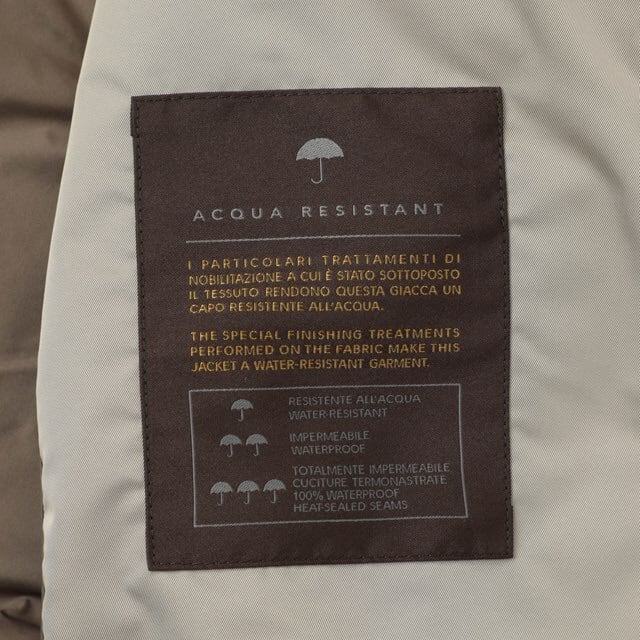 ACQUA RESISTANT
I PARTICOLARI TRATTAMENTI DI
NOBILITAZIONE A CUI È STATO SOTTOPOSTO
IL TESSUTO RENDONO QUESTA GIACCA UN
CAPO RESISTENTE ALL'ACQUA.
THE SPECIAL FINISHING TREATMENTS
PERFORMED ON THE FABRIC MAKE THIS
JACKET A WATER-RESISTANT GARMENT.
RESISTENTE ALL'ACQUA
WATER-RESISTANT
IMPERMEABILE
WATERPROOF
TOTALMENTE IMPERMEABILE
CUCITURE TERMONASTRATE
100% WATERPROOF
HEAT-SEALED SEAMS